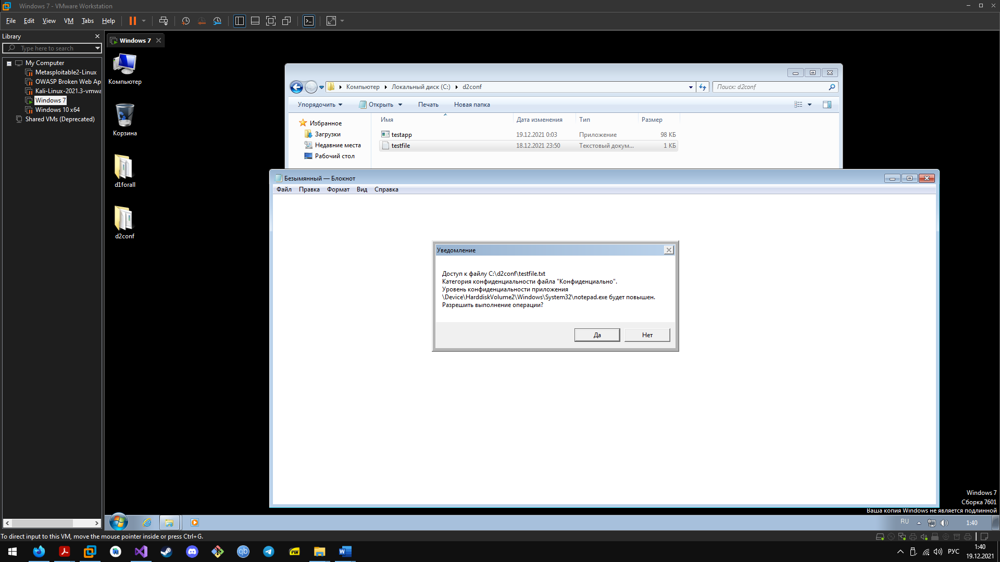 Windows 7 - VMware Workstation
File Edit View VM Tabs Help
Library
Type here to search
My Computer
Metasploitable2-Linux
OWASP Broken Web Ap
Kali-Linux-2021.3-vmwa
Windows 7
Windows 10 x64
Shared VMs (Deprecated)
Windows 7
Компьютер
Корзина
d1forall
d2conf
Компьютер Локальный диск (C:) d2conf
Поиск: d2conf
Упорядочить Открыть Печать Новая папка
Избранное
Загрузки
Недавние места
Рабочий стол
Имя Дата изменения Тип Размер
testapp 19.12.2021 0:03 Приложение 98 КБ
testfile 18.12.2021 23:50 Текстовый докум... 1 КБ
Безымянный — Блокнот
Файл Правка Формат Вид Справка
Уведомление
Доступ к файлу C:\d2conf\testfile.txt
Категория конфиденциальности файла "Конфиденциально".
Уровень конфиденциальности приложения
\Device\HarddiskVolume2\Windows\System32\notepad.exe будет повышен.
Разрешить выполнение операции?
Да Нет
Windows 7
Сборка 7601
Ваша копия Windows не является подлинной
RU 1:40
To direct input to this VM, move the mouse pointer inside or press Ctrl+G.
qb PDF W
РУС 1:40
19.12.2021